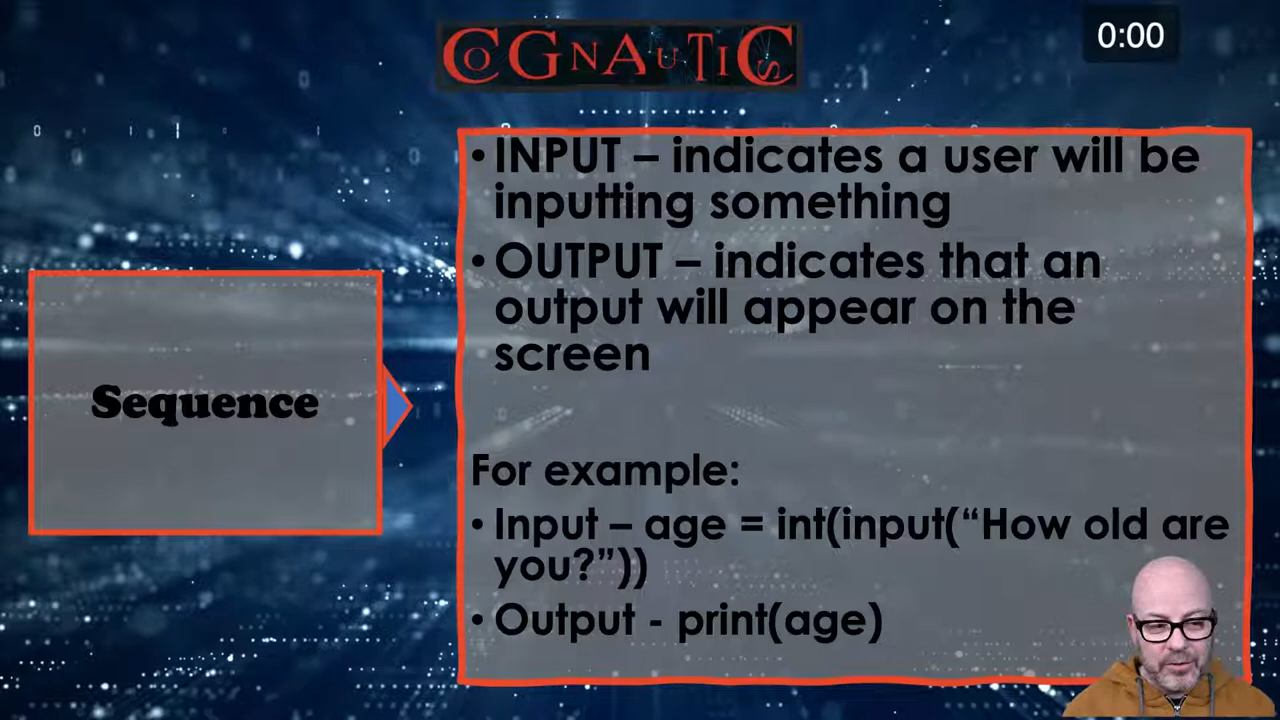 COGNAUTICS
0:00
• INPUT – indicates a user will be
inputting something
• OUTPUT – indicates that an
output will appear on the
screen
Sequence
For example:
• Input – age = int(input(“How old are
you?”))
• Output - print(age)